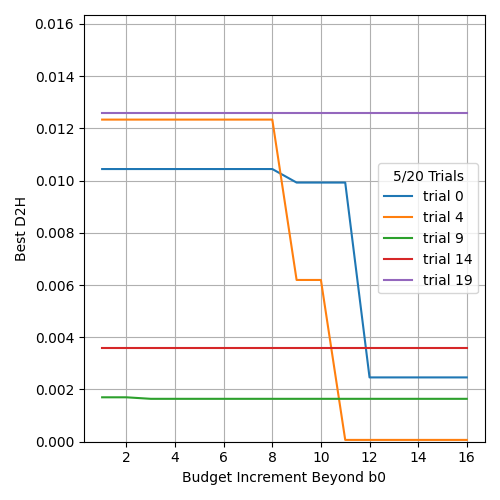 0.016
0.014
0.012
0.010
0.008
0.006
0.004
0.002
0.000
Best D2H
5/20 Trials
trial 0
trial 4
trial 9
trial 14
trial 19
2 4 6 8 10 12 14 16
Budget Increment Beyond b0